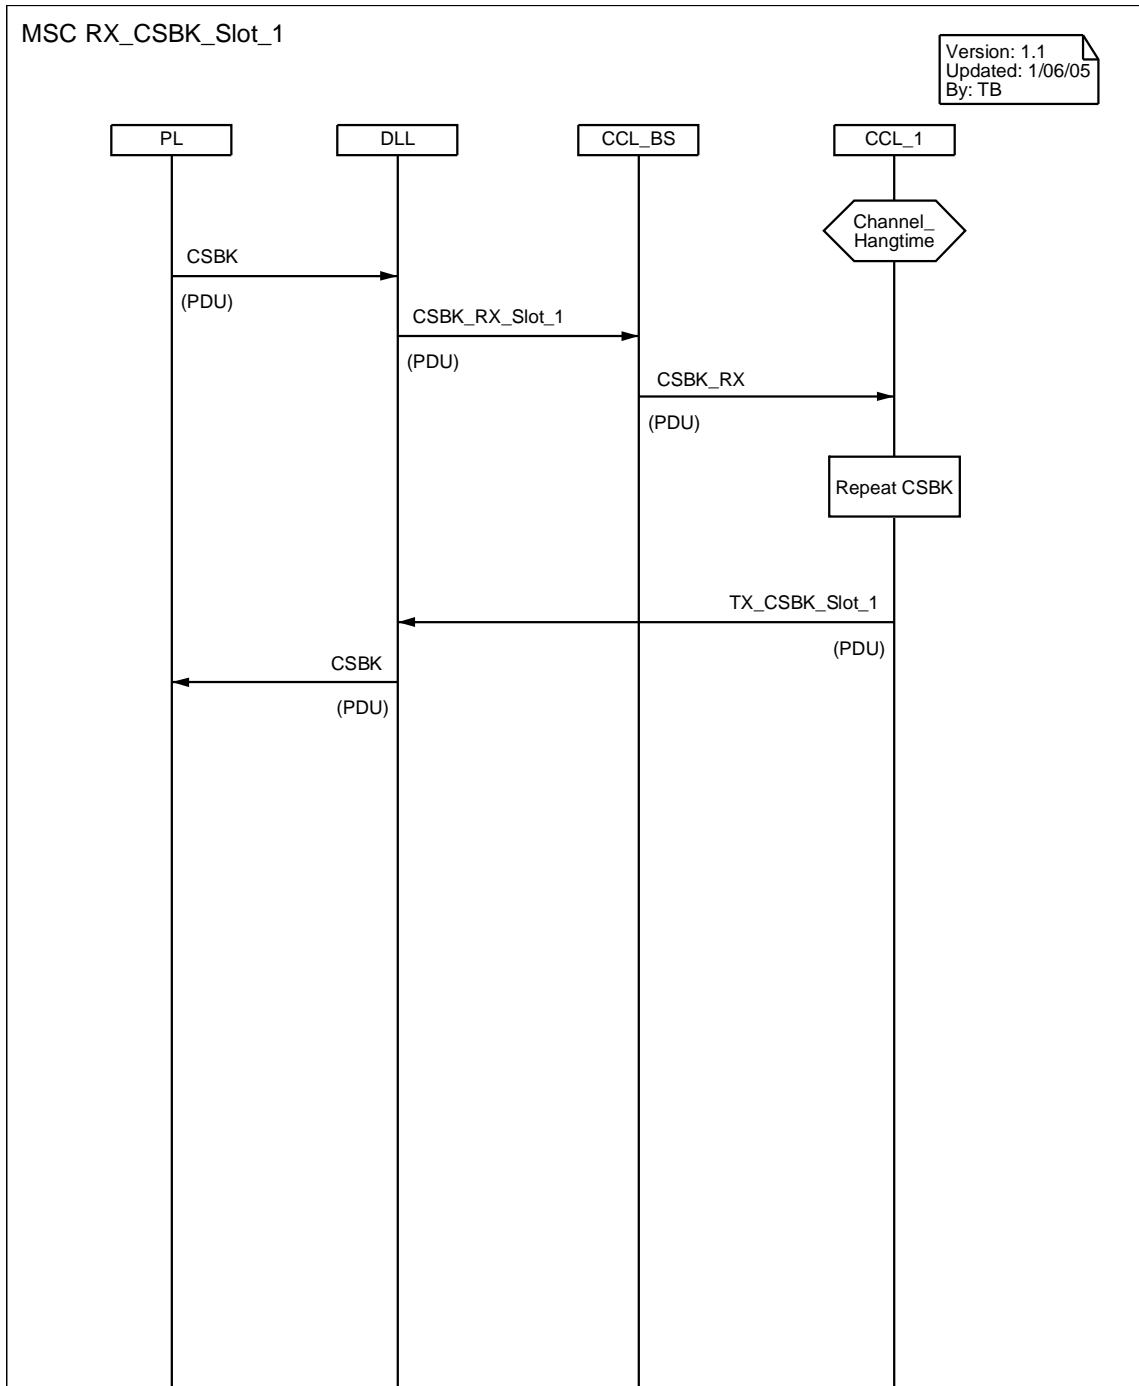 MSC RX_CSBK_Slot_1
Version: 1.1
Updated: 1/06/05
By: TB
PL
DLL
CCL_BS
CCL_1
Channel_
Hangtime
CSBK
(PDU)
CSBK_RX_Slot_1
(PDU)
CSBK_RX
(PDU)
Repeat CSBK
TX_CSBK_Slot_1
(PDU)
CSBK
(PDU)